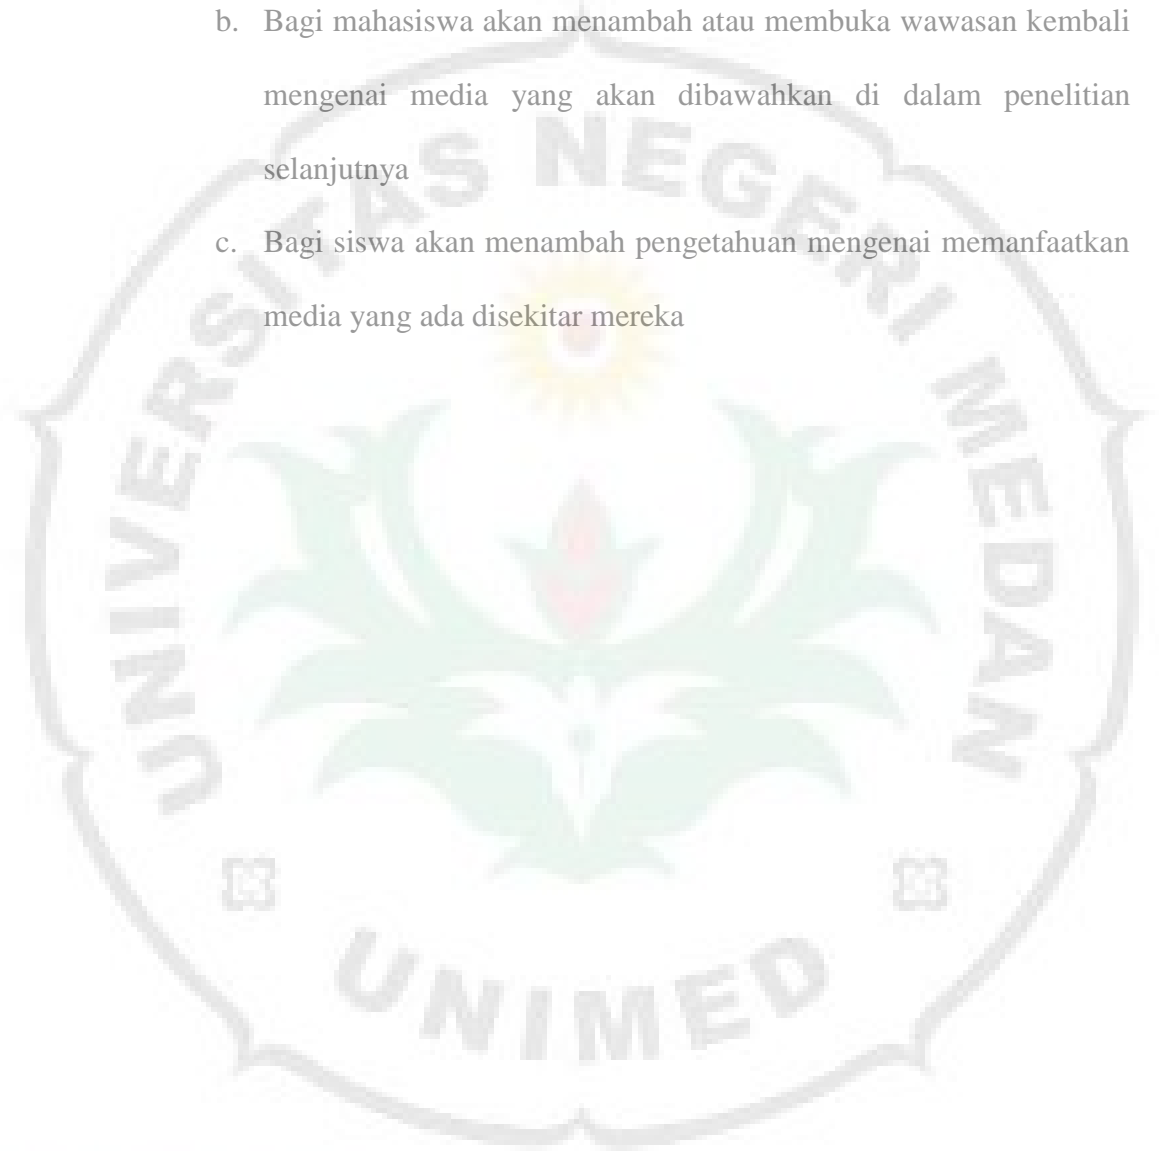 b. Bagi mahasiswa akan menambah atau membuka wawasan kembali
mengenai media yang akan dibawahkan di dalam penelitian
selanjutnya
c. Bagi siswa akan menambah pengetahuan mengenai memanfaatkan
media yang ada disekitar mereka
UNIVERSITAS NEGERI MEDAN
UNIMED